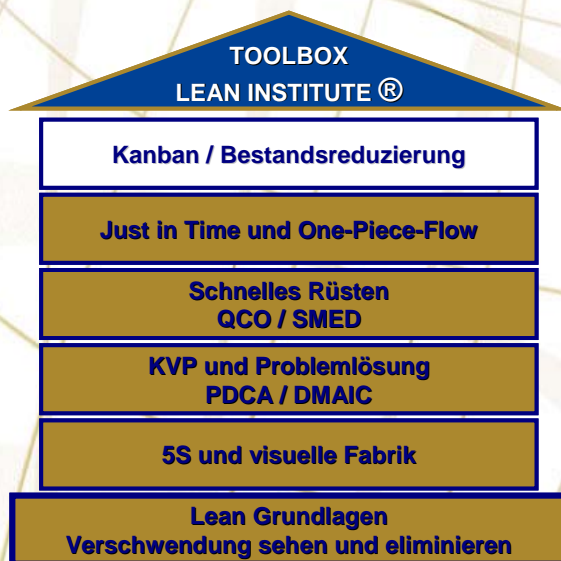 TOOLBOX
LEAN INSTITUTE ®
Kanban / Bestandsreduzierung
Just in Time und One-Piece-Flow
Schnelles Rüsten
QCO / SMED
KVP und Problemlösung
PDCA / DMAIC
5S und visuelle Fabrik
Lean Grundlagen
Verschwendung sehen und eliminieren